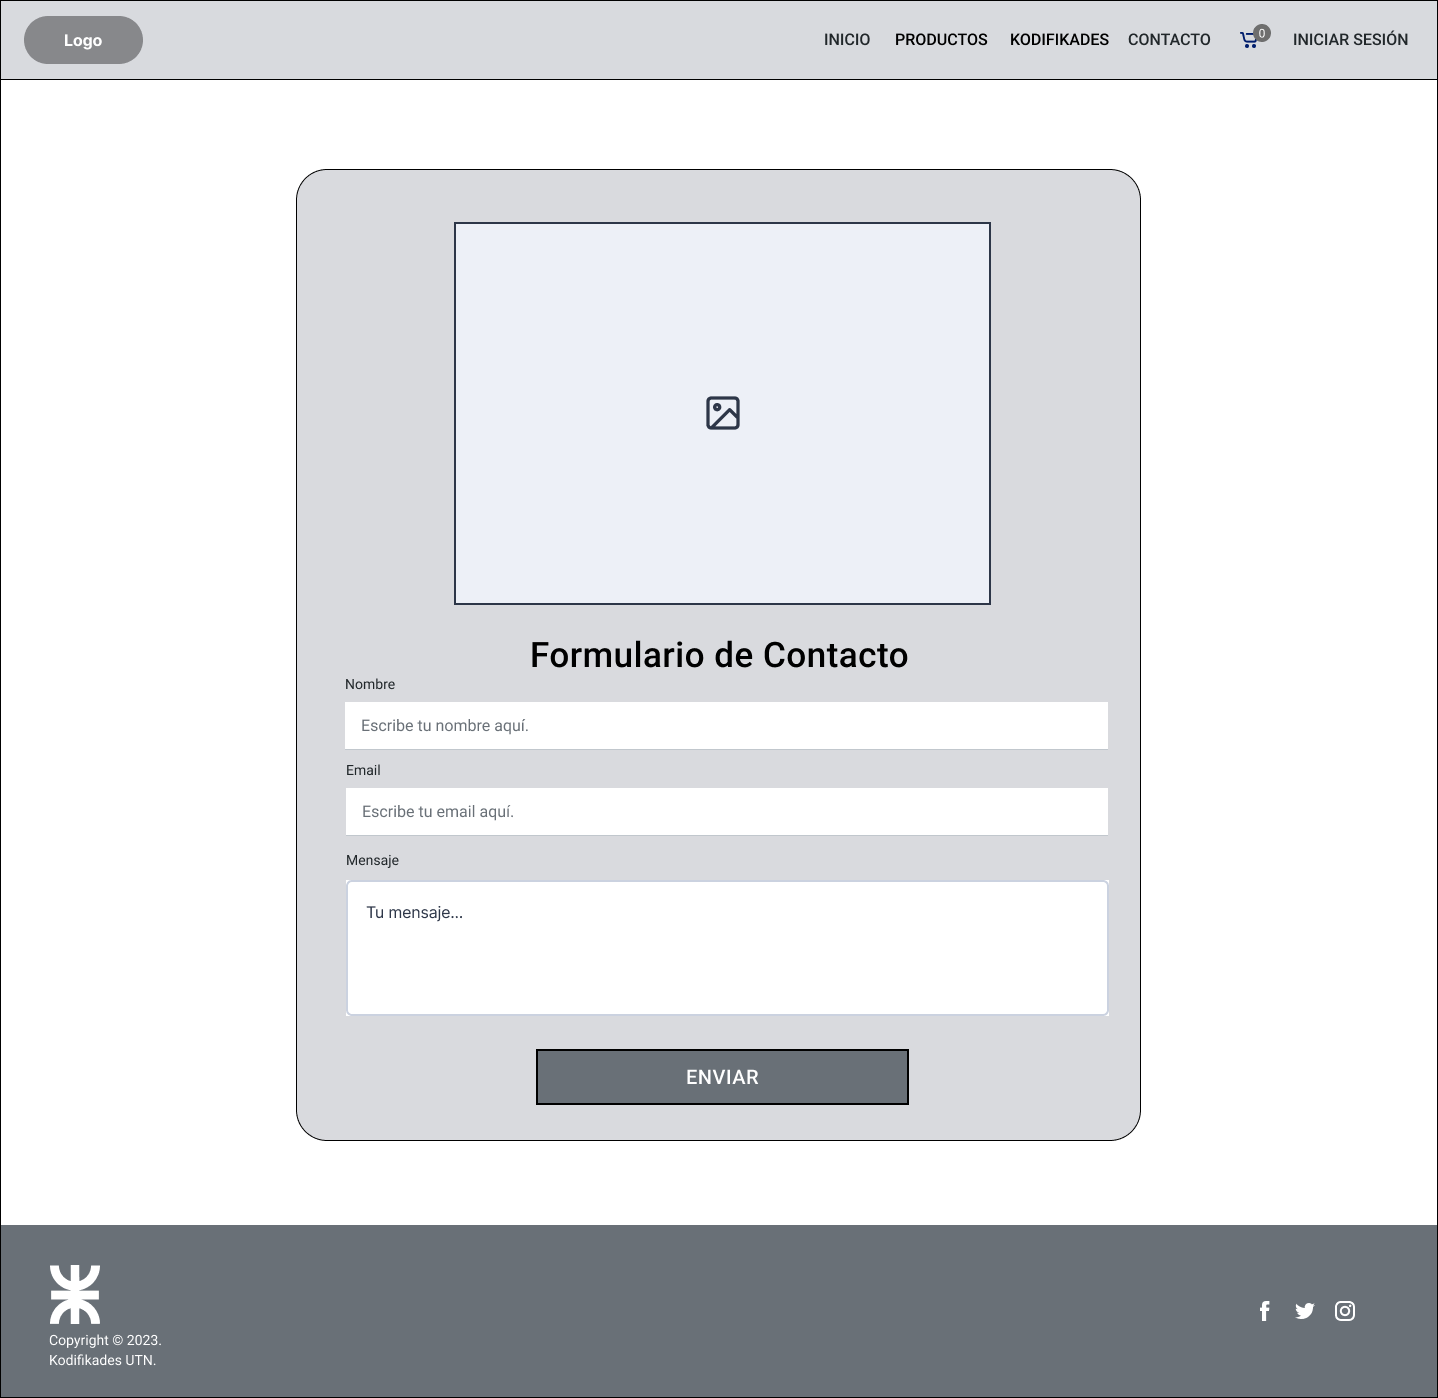 Logo
INICIO PRODUCTOS KODIFIKADES CONTACTO 0 INICIAR SESIÓN
Formulario de Contacto
Nombre
Escribe tu nombre aquí.
Email
Escribe tu email aquí.
Mensaje
Tu mensaje...
ENVIAR
Copyright © 2023.
Kodifikades UTN.